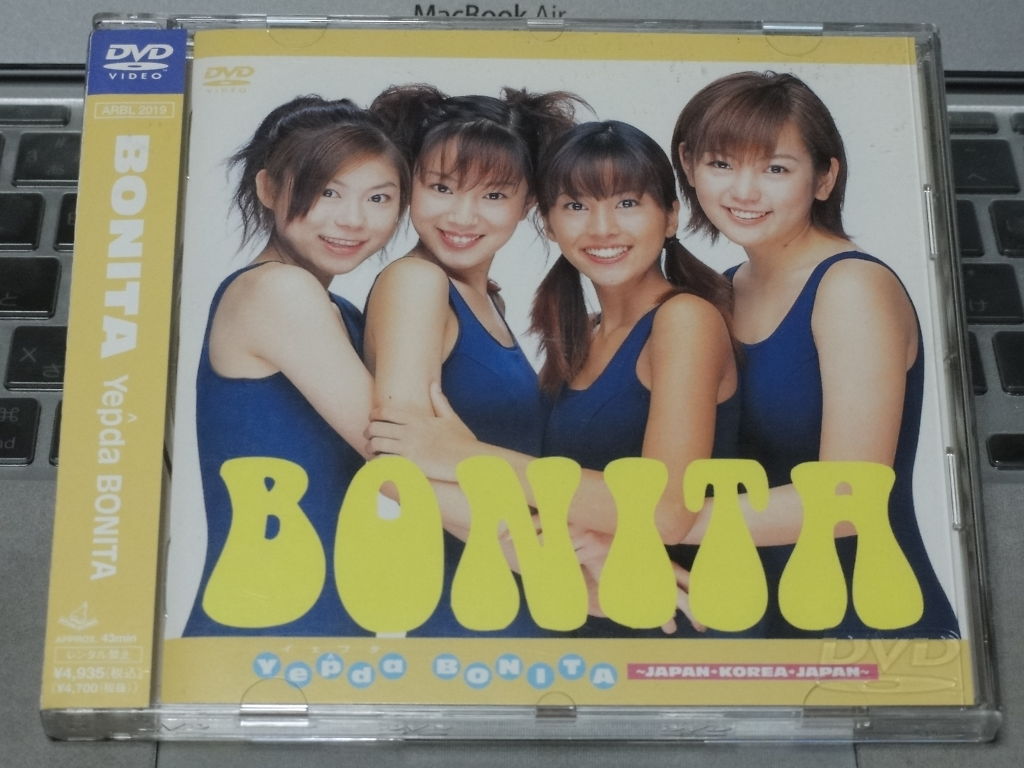 MacBook Air
DVD
VIDEO
ARBL 2019
BONITA Yepda BONITA
APPROX. 43min
レンタル禁止
¥4,935(税込)
(¥4,700(税抜))
DVD
VIDEO
BONITA
イェプダ
Yepda BONITA
~JAPAN·KOREA·JAPAN~
DVD